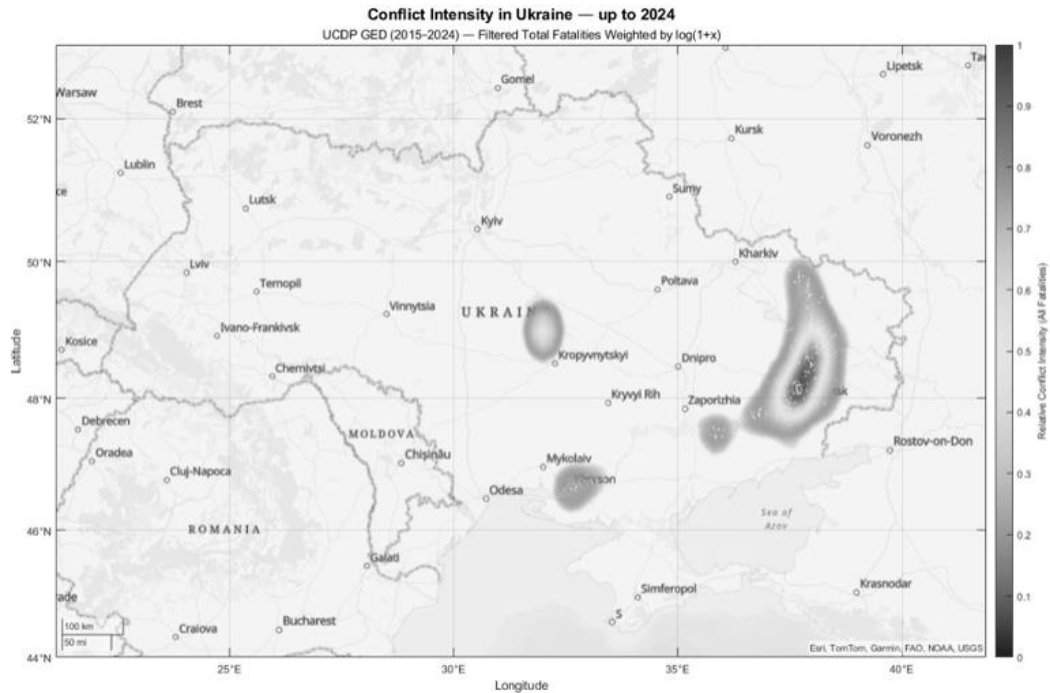 Conflict Intensity in Ukraine — up to 2024
UCDP GED (2015–2024) — Filtered Total Fatalities Weighted by log(1+x)
Gomel
Lipetsk
Warsaw
Brest
52°N
Kursk
Voronezh
Lublin
Sumy
Lutsk
Kyiv
50°N
Kharkiv
Lviv
Ternopil
Poltava
Vinnytsia
UKRAIN
Ivano-Frankivsk
Kosice
Kropyvnytskyi
Dnipro
Chernivtsi
48°N
Kryvyi Rih
Zaporizhia
Debrecen
MOLDOVA
Rostov-on-Don
Oradea
Chișinău
Mykolaiv
Cluj-Napoca
Odesa
ROMANIA
46°N
Sea of
Azov
Galati
Simferopol
Krasnodar
S
100 km
50 mi
Craiova
Bucharest
Esri, TomTom, Garmin, FAO, NOAA, USGS
44°N
25°E
30°E
35°E
40°E
Longitude
Latitude
1
0.9
0.8
0.7
0.6
0.5
0.4
0.3
0.2
0.1
0
Relative Conflict Intensity (All Fatalities)